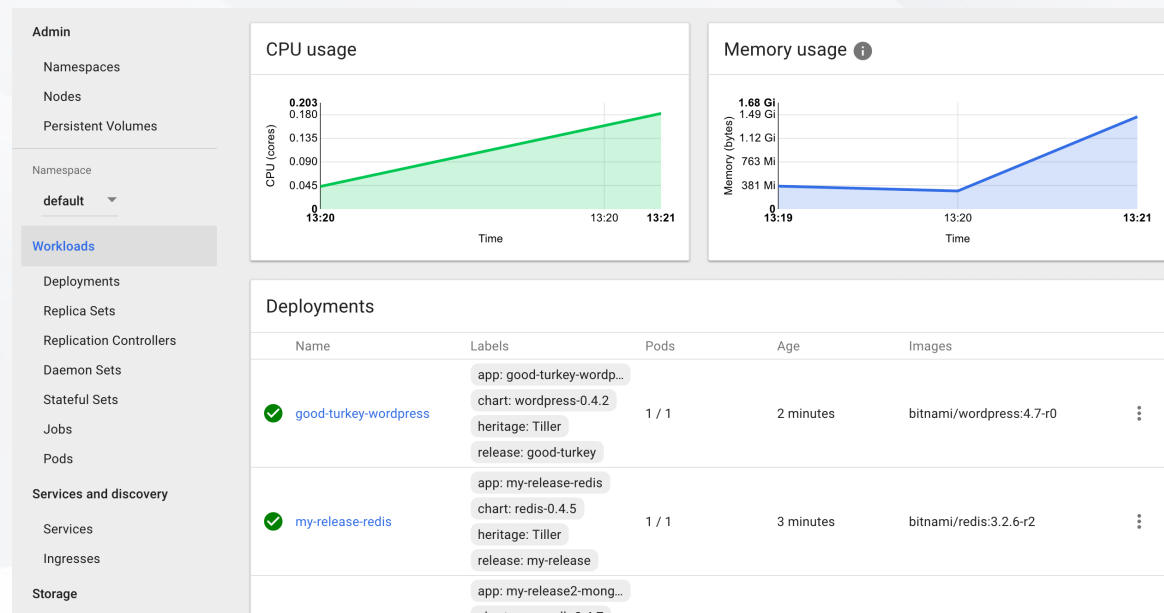 Admin
Namespaces
Nodes
Persistent Volumes
Namespace
default
Workloads
Deployments
Replica Sets
Replication Controllers
Daemon Sets
Stateful Sets
Jobs
Pods
Services and discovery
Services
Ingresses
Storage
CPU usage
CPU (cores)
0.203
0.180
0.135
0.090
0.045
0
13:20 13:20 13:21
Time
Memory usage
Memory (bytes)
1.68 Gi
1.49 Gi
1.12 Gi
763 Mi
381 Mi
0
13:19 13:20 13:21
Time
Deployments
Name Labels Pods Age Images
app: good-turkey-wordp...
chart: wordpress-0.4.2
good-turkey-wordpress 1 / 1 2 minutes bitnami/wordpress:4.7-r0
heritage: Tiller
release: good-turkey
app: my-release-redis
chart: redis-0.4.5
my-release-redis 1 / 1 3 minutes bitnami/redis:3.2.6-r2
heritage: Tiller
release: my-release
app: my-release2-mong...